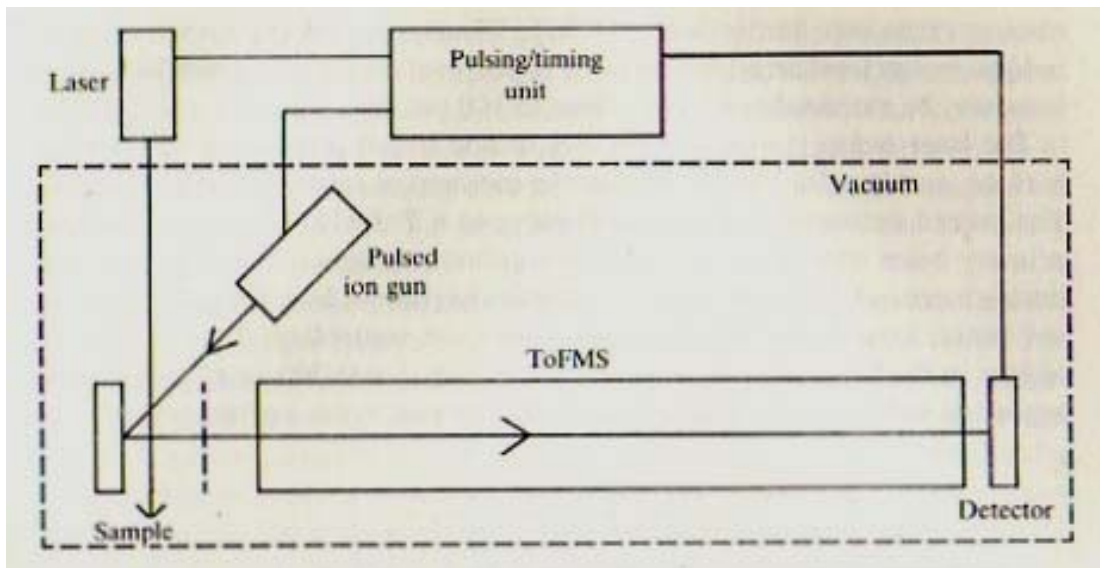 Laser
Pulsing/timing
unit
Vacuum
Pulsed
ion gun
ToFMS
Sample
Detector